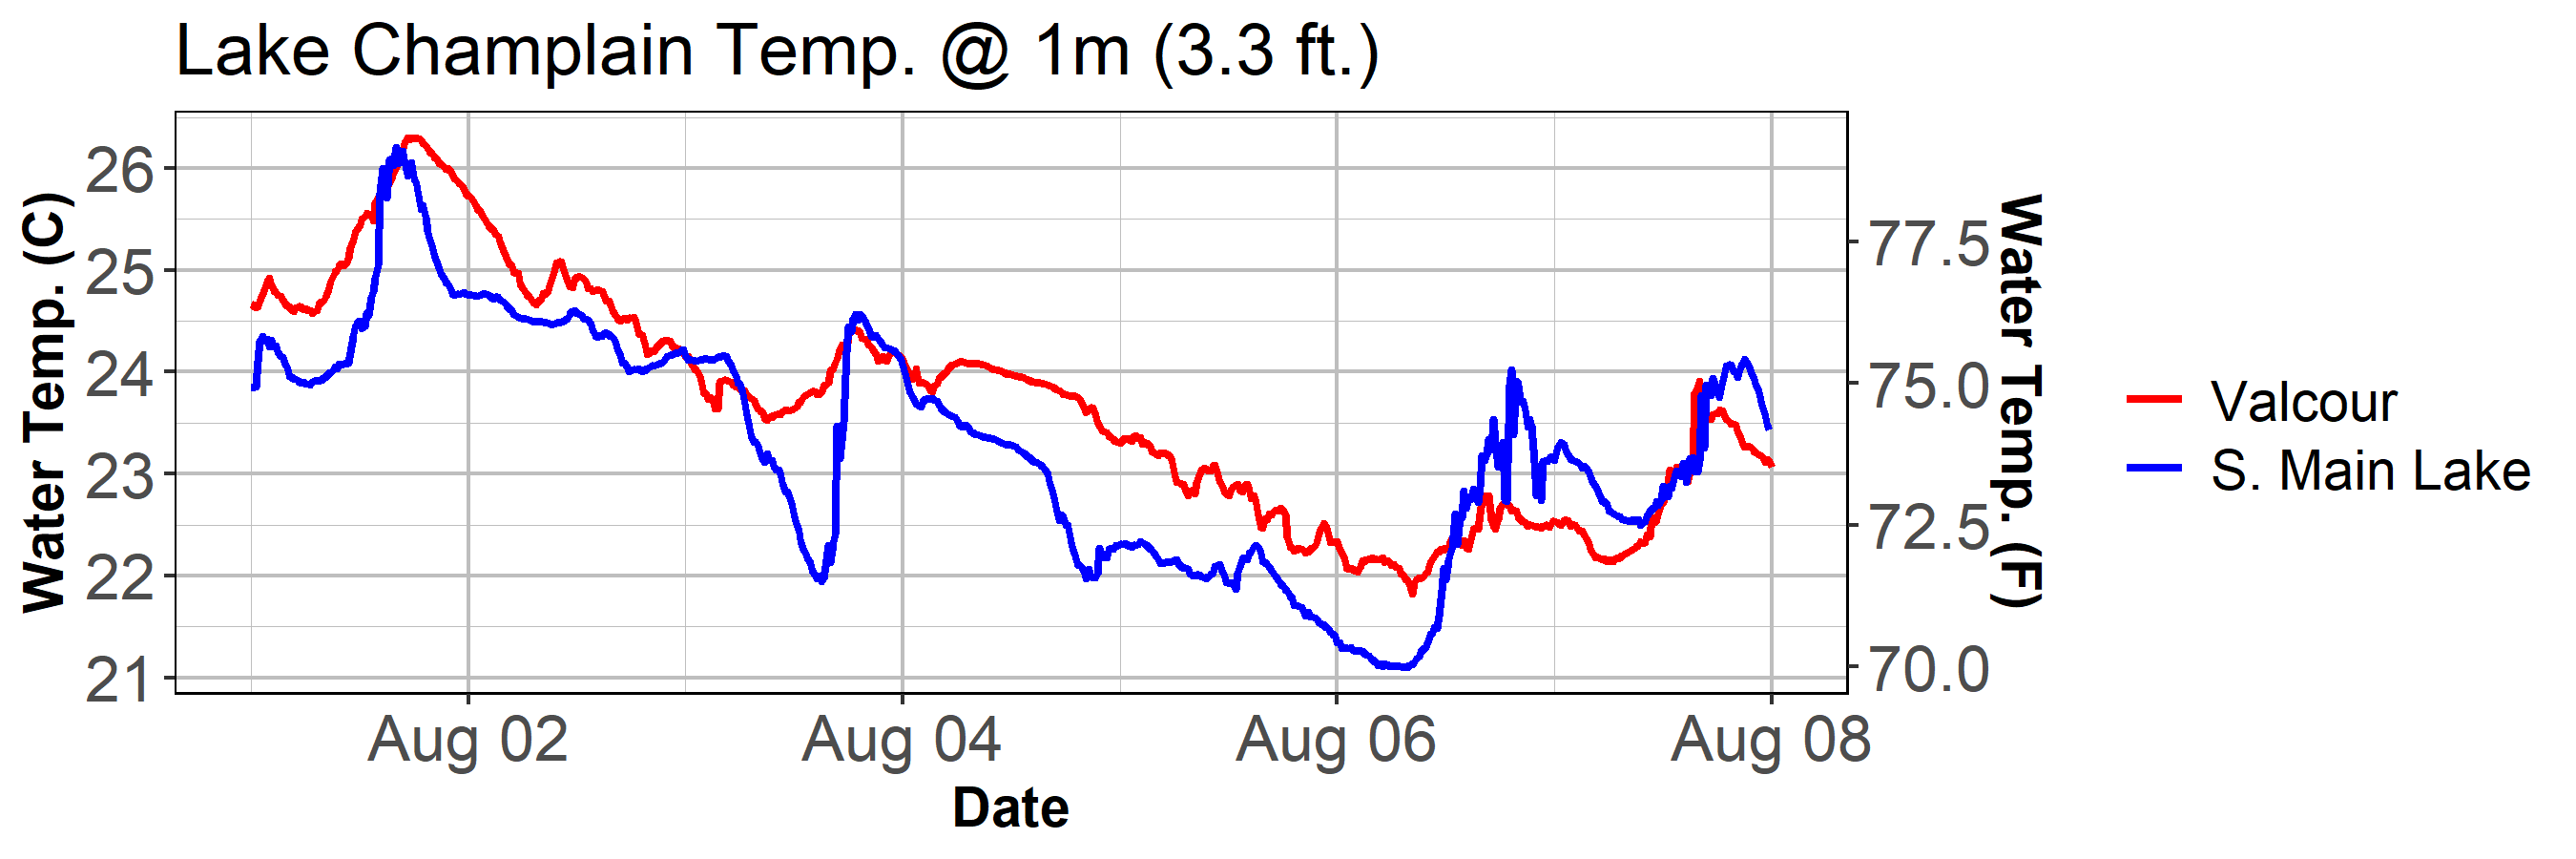 Lake Champlain Temp. @ 1m (3.3 ft.)
Water Temp. (C)
26
25
24
23
22
21
77.5
75.0
72.5
70.0
Water Temp. (F)
Aug 02 Aug 04 Aug 06 Aug 08
Date
Valcour
S. Main Lake